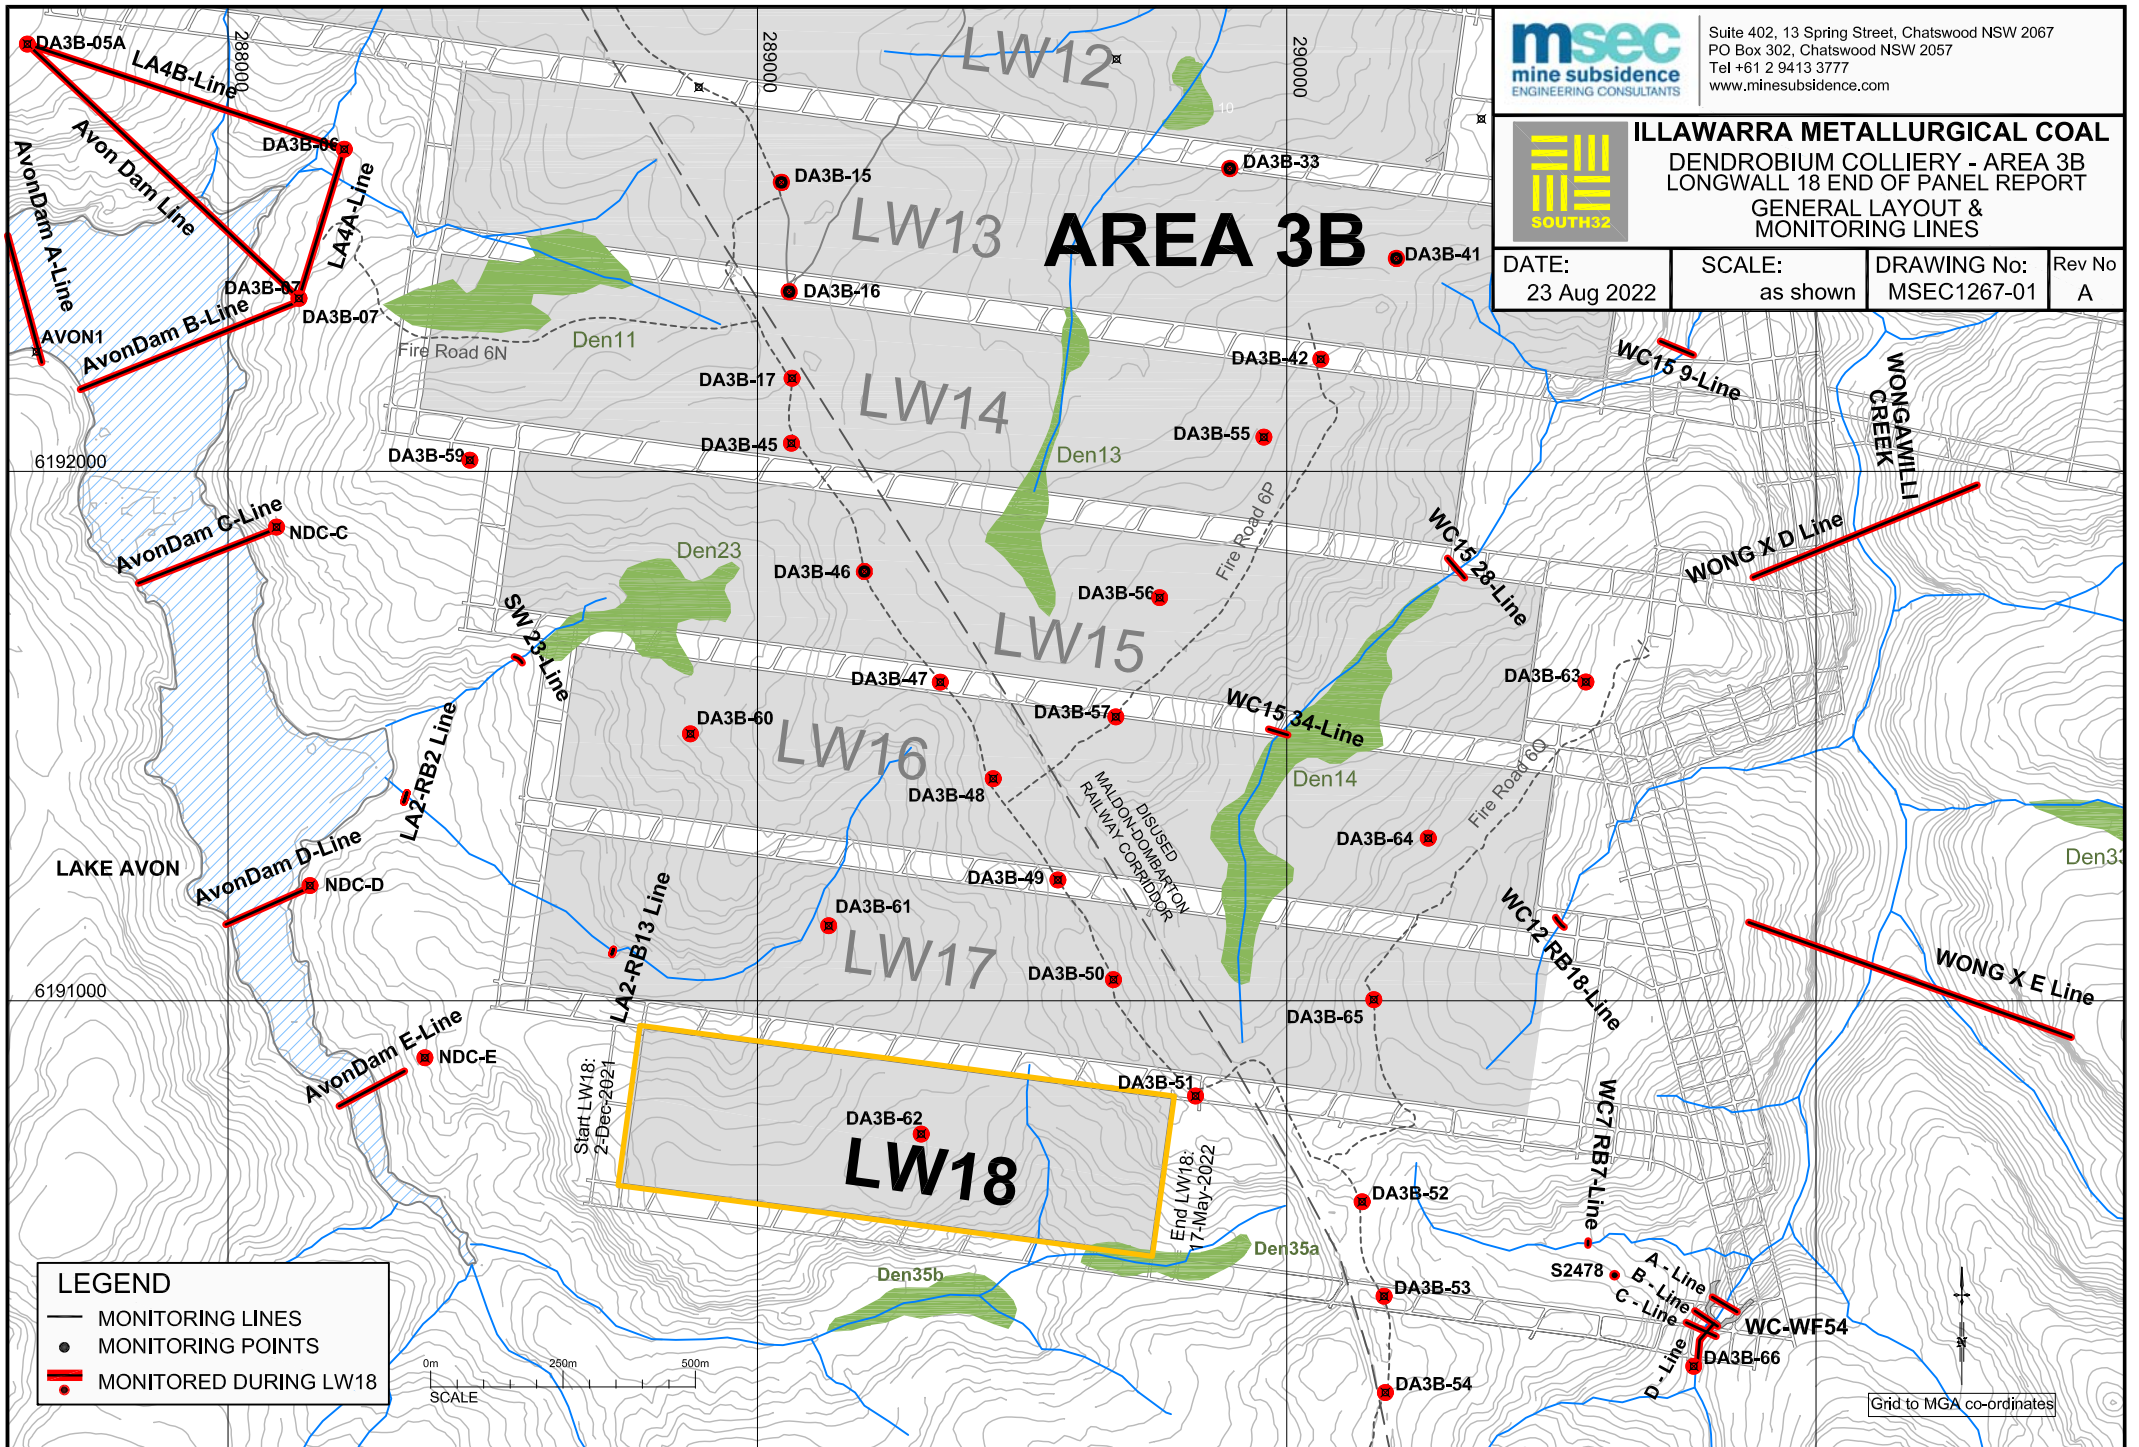 msec
mine subsidence
ENGINEERING CONSULTANTS
Suite 402, 13 Spring Street, Chatswood NSW 2067
PO Box 302, Chatswood NSW 2057
Tel +61 2 9413 3777
www.minesubsidence.com
SOUTH32
ILLAWARRA METALLURGICAL COAL
DENDROBIUM COLLIERY - AREA 3B
LONGWALL 18 END OF PANEL REPORT
GENERAL LAYOUT &
MONITORING LINES
DATE:
23 Aug 2022
SCALE:
as shown
DRAWING No:
MSEC1267-01
Rev No
A
288000
289000
290000
6192000
6191000
DA3B-05A
LA4B-Line
Avon Dam Line
AvonDam A-Line
DA3B-06
LA4A-Line
DA3B-07
DA3B-07
AvonDam B-Line
AVON1
Fire Road 6N
Den11
LW12
10
DA3B-15
DA3B-33
LW13
AREA 3B
DA3B-41
DA3B-16
DA3B-42
WC15 9-Line
WONGAWILLI
CREEK
DA3B-17
LW14
DA3B-55
DA3B-45
Den13
DA3B-59
AvonDam C-Line
NDC-C
Fire Road 6P
WC15 28-Line
WONG X D Line
Den23
DA3B-46
DA3B-56
SW 23-Line
LW15
DA3B-47
DA3B-63
DA3B-57
WC15 34-Line
DA3B-60
LW16
LA2-RB2 Line
DA3B-48
Den14
Fire Road 6Q
DISUSED
MALDON-DOMBARTON
RAILWAY CORRIDDOR
DA3B-64
Den33
LAKE AVON
AvonDam D-Line
NDC-D
DA3B-49
DA3B-61
LA2-RB13 Line
LW17
DA3B-50
WC12 RB18-Line
WONG X E Line
DA3B-65
AvonDam E-Line
NDC-E
Start LW18:
2-Dec-2021
DA3B-51
DA3B-62
LW18
End LW18:
17-May-2022
WC7 RB7-Line
DA3B-52
Den35a
Den35b
S2478
A - Line
B - Line
C - Line
D - Line
WC-WF54
DA3B-53
DA3B-66
DA3B-54
LEGEND
MONITORING LINES
MONITORING POINTS
MONITORED DURING LW18
0m
250m
500m
SCALE
N
Grid to MGA co-ordinates